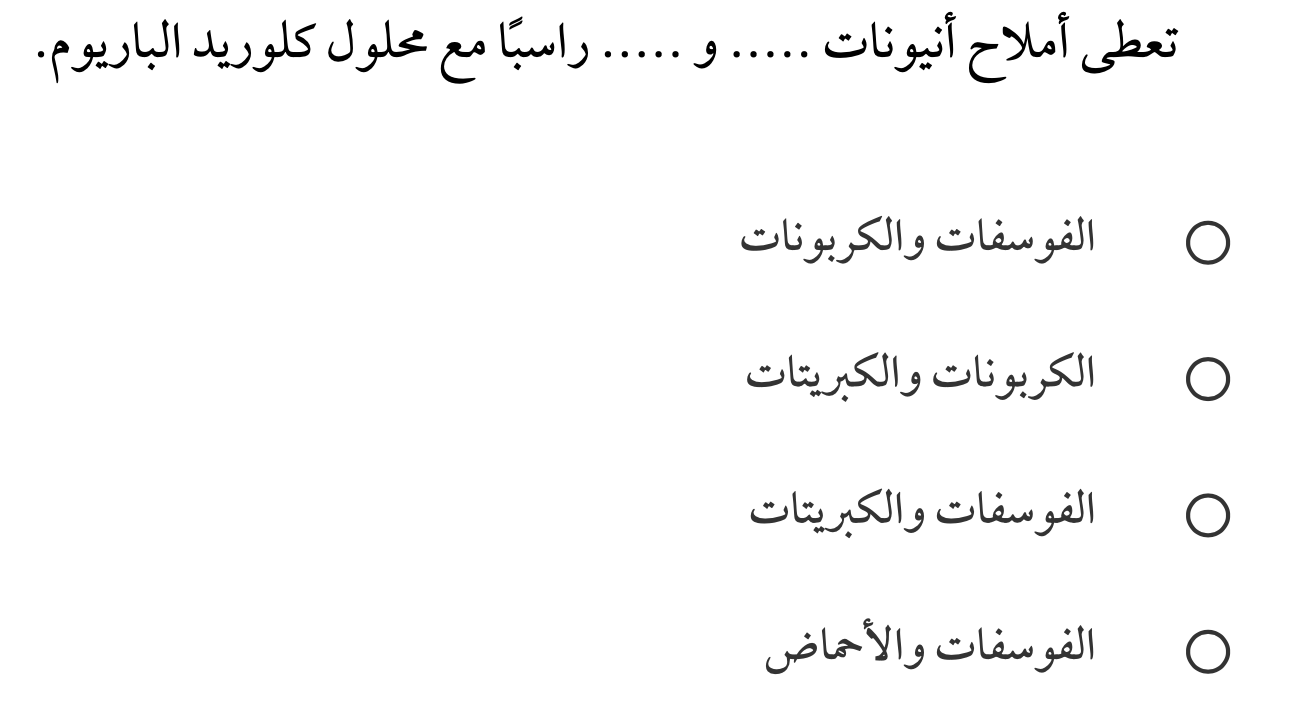 تعطى أملاح أنيونات ..... و ..... راسبًا مع محلول كلوريد الباريوم.
الفوسفات والكربونات
الكربونات والكبريتات
الفوسفات والكبريتات
الفوسفات والأحماض